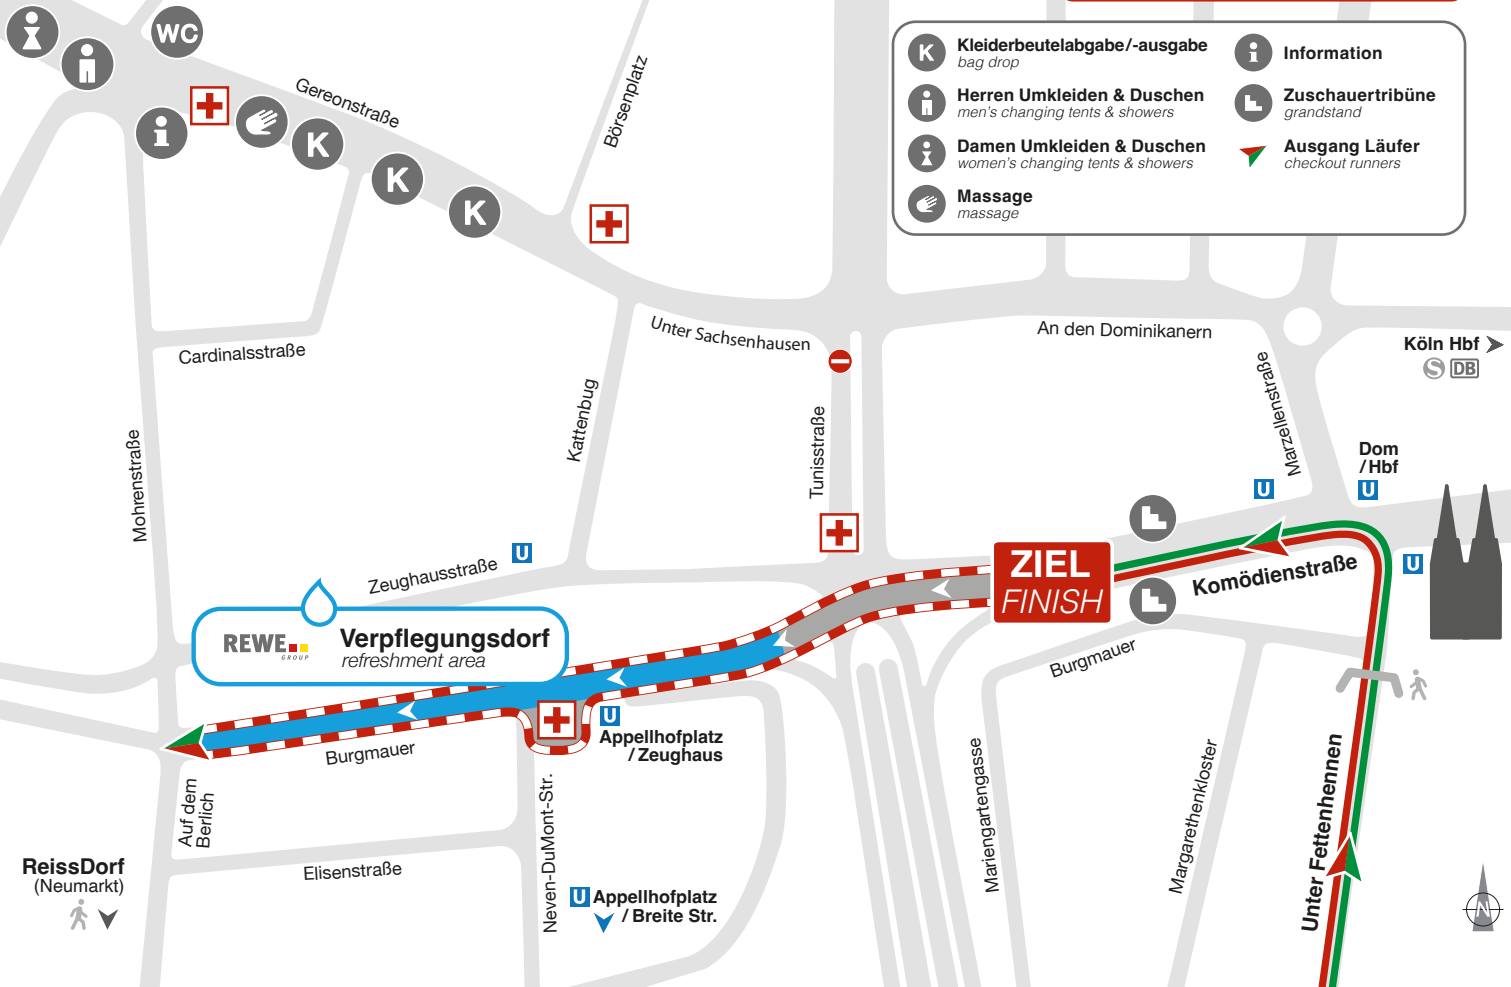 WC
K
K
K
Gereonstraße
Börsenplatz
K
Kleiderbeutelabgabe/-ausgabe
bag drop
Herren Umkleiden & Duschen
men's changing tents & showers
Damen Umkleiden & Duschen
women's changing tents & showers
Massage
massage
Information
Zuschauertribüne
grandstand
Ausgang Läufer
checkout runners
Cardinalsstraße
Unter Sachsenhausen
An den Dominikanern
Köln Hbf
S DB
Mohrenstraße
Kattenbug
Tunisstraße
Marzellenstraße
Dom
/Hbf
U
U
U
Zeughausstraße
U
ZIEL
FINISH
Komödienstraße
REWE
GROUP
Verpflegungsdorf
refreshment area
Burgmauer
U
Appellhofplatz
/Zeughaus
Burgmauer
Auf dem
Berlich
Neven-DuMont-Str.
Mariengartengasse
Margarethenkloster
Unter Fettenhennen
ReissDorf
(Neumarkt)
Elisenstraße
U Appellhofplatz
/Breite Str.
N